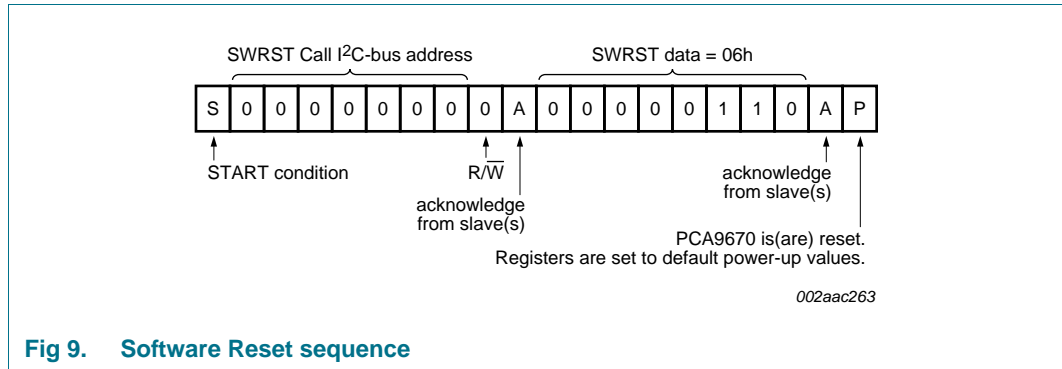 SWRST Call I²C-bus address SWRST data = 06h
S 0 0 0 0 0 0 0 0 A 0 0 0 0 0 1 1 0 A P
START condition R/W̅ acknowledge
from slave(s)
acknowledge
from slave(s)
PCA9670 is(are) reset.
Registers are set to default power-up values.
002aac263
Fig 9. Software Reset sequence